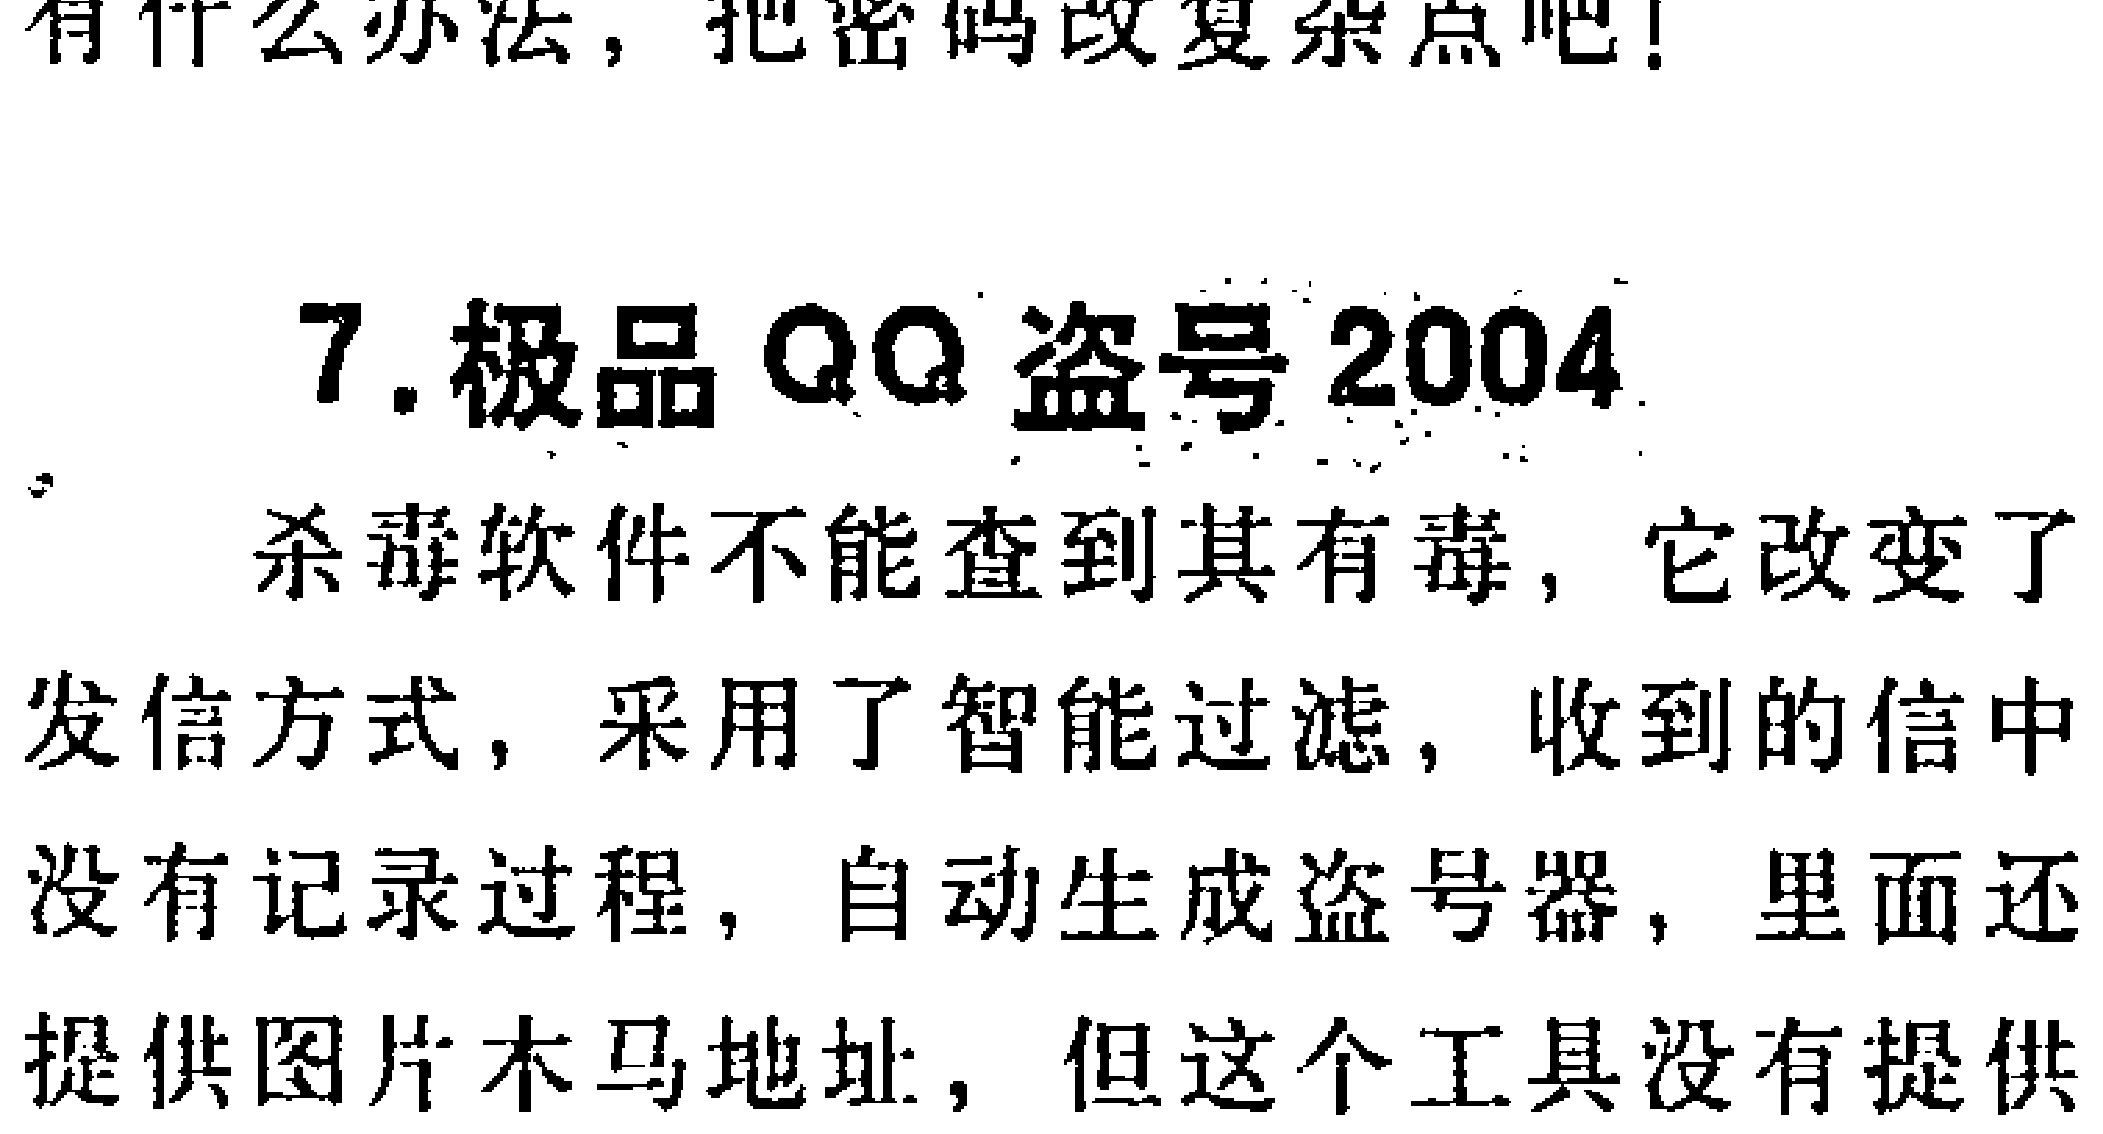 有什么办法，把密码改复杂点吧！
7.极品QQ盗号2004
杀毒软件不能查到其有毒，它改变了
发信方式，采用了智能过滤，收到的信中
没有记录过程，自动生成盗号器，里面还
提供图片木马地址，但这个工具没有提供